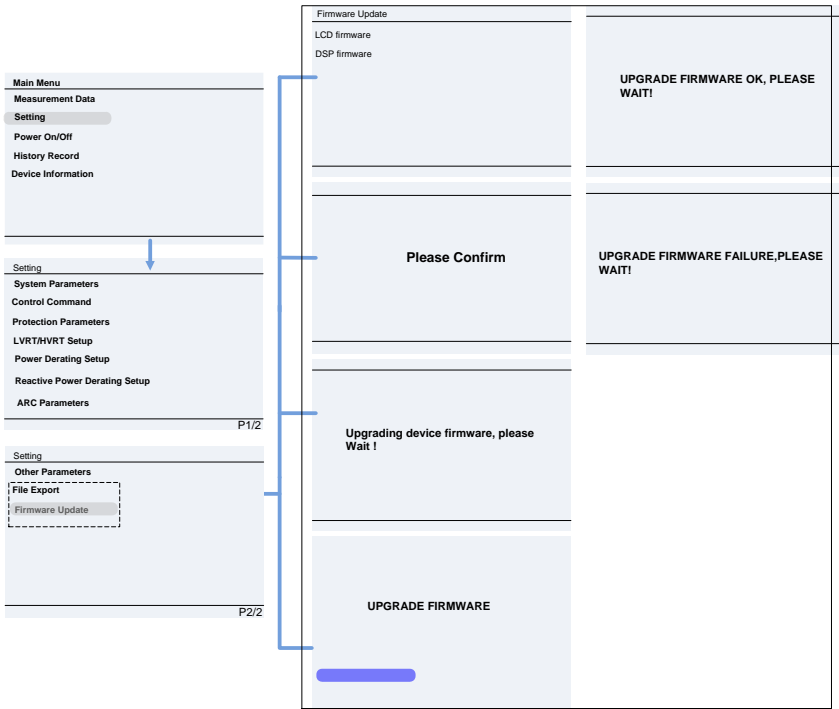 Main Menu
Measurement Data
Setting
Power On/Off
History Record
Device Information
Setting
System Parameters
Control Command
Protection Parameters
LVRT/HVRT Setup
Power Derating Setup
Reactive Power Derating Setup
ARC Parameters
P1/2
Setting
Other Parameters
File Export
Firmware Update
P2/2
Firmware Update
LCD firmware
DSP firmware
Please Confirm
Upgrading device firmware, please
Wait !
UPGRADE FIRMWARE
UPGRADE FIRMWARE OK, PLEASE
WAIT!
UPGRADE FIRMWARE FAILURE,PLEASE
WAIT!